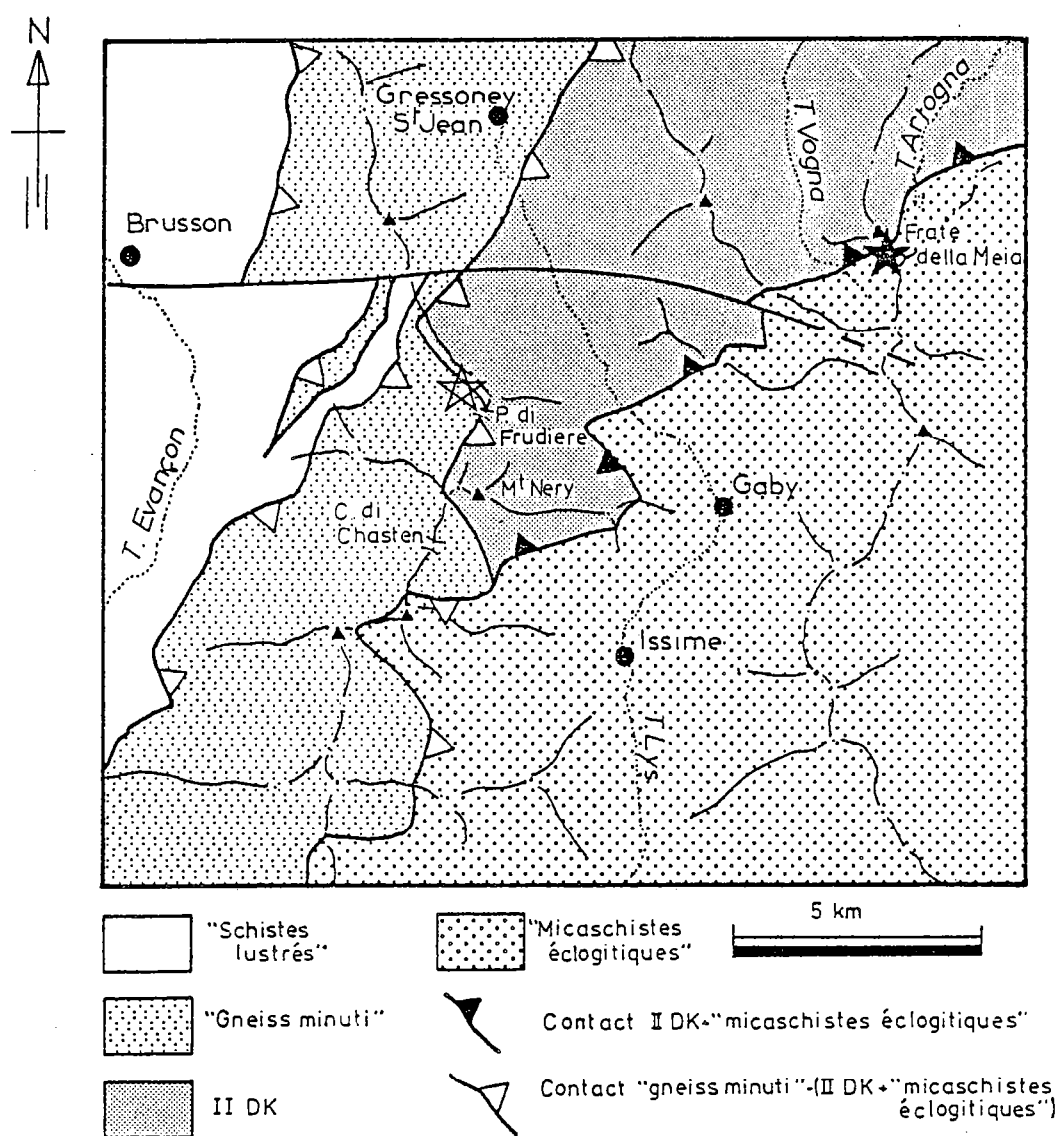 N
Gressoney
St Jean
T Vogna
T Artogna
Brusson
Frate
della Meia
P. di
Frudiere
Mt Nery
T. Evançon
C. di
Chasten
Gaby
Issime
T Lys
"Schistes
lustrés"
"Micaschistes
éclogitiques"
5 km
"Gneiss minuti"
Contact II DK-"micaschistes éclogitiques"
II DK
Contact "gneiss minuti"-(II DK+"micaschistes
éclogitiques")